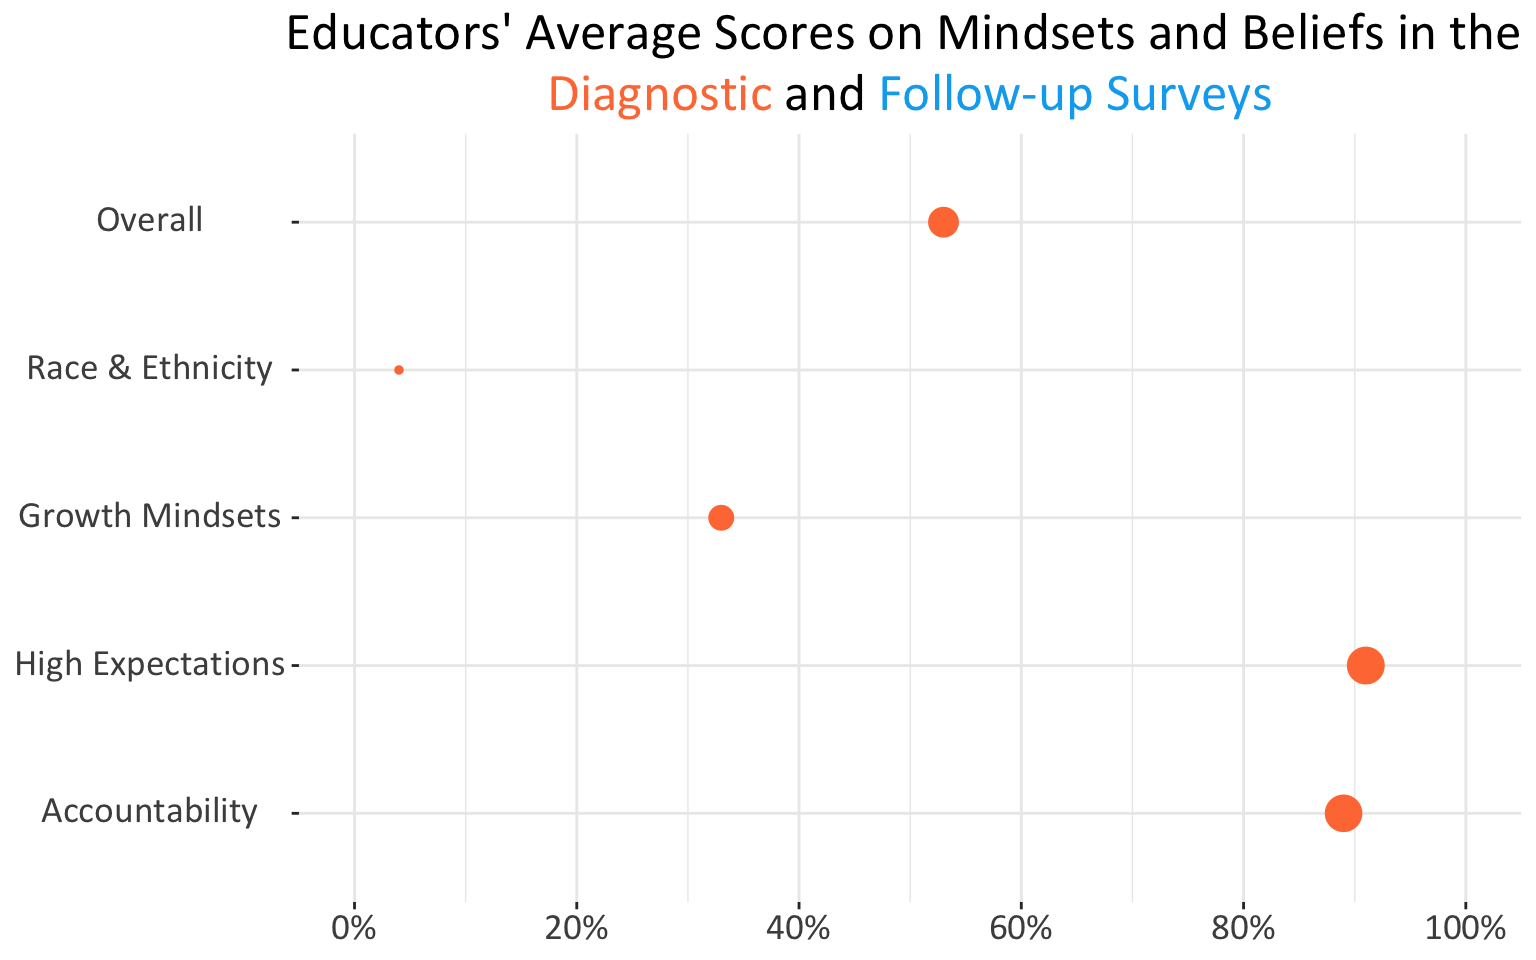 Educators' Average Scores on Mindsets and Beliefs in the
Diagnostic and Follow-up Surveys
Overall
Race & Ethnicity
Growth Mindsets
High Expectations
Accountability
0% 20% 40% 60% 80% 100%